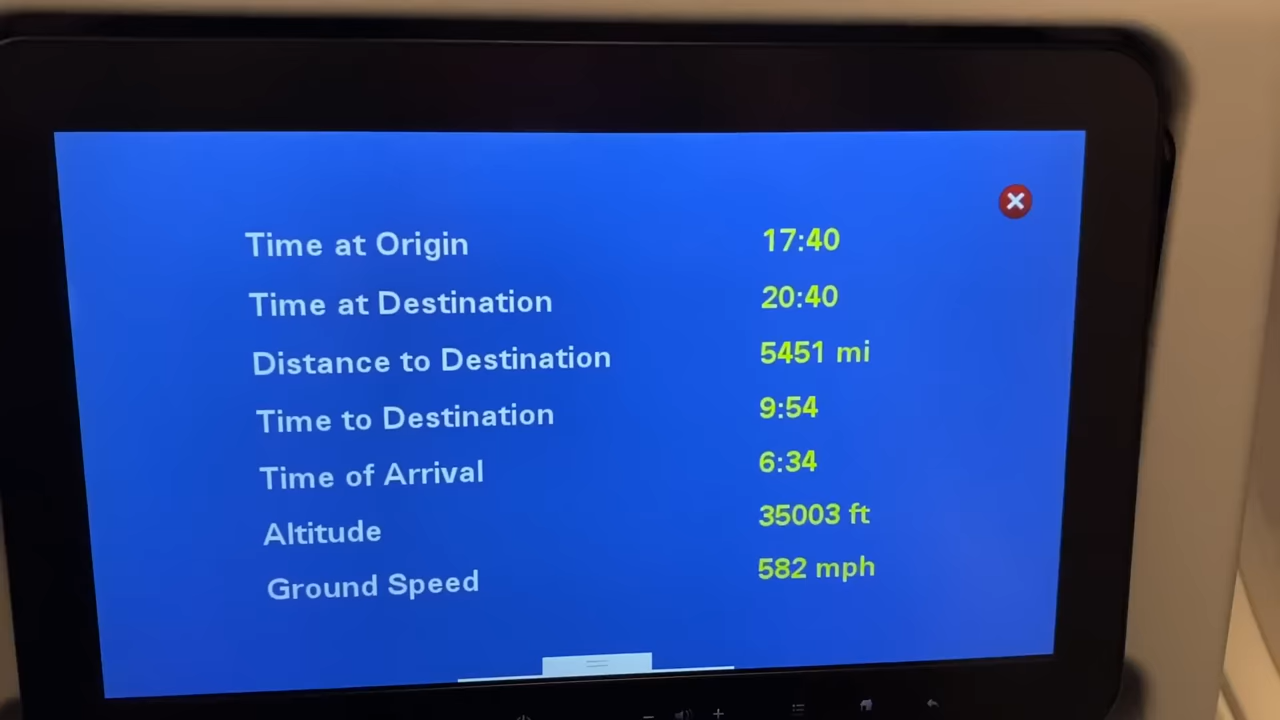 Time at Origin 17:40
Time at Destination 20:40
Distance to Destination 5451 mi
Time to Destination 9:54
Time of Arrival 6:34
Altitude 35003 ft
Ground Speed 582 mph